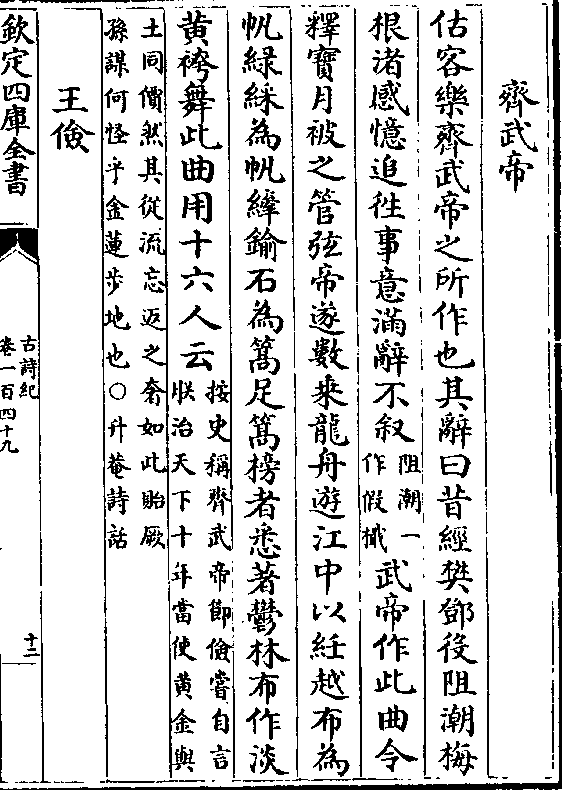 齊武帝
估客樂齊武帝之所作也其辭曰昔經樊鄧役阻潮梅
根渚感憶追徃事意滿辭不叙阻潮一作假檝武帝作此曲令
釋寶月被之管弦帝遂數乗龍舟遊江中以紝越布為
帆緑綵為帆縴鍮石為篙足篙榜者悉著鬱林布作淡
黄袴舞此曲用十六人云按史稱齊武帝節儉嘗自言朕治天下十年當使黄金與
土同價然其從流忘返之奢如此貽厥孫謀何怪乎金蓮步地也○升菴詩話
王儉
欽定四庫全書
古詩紀
卷一百四十九
十二